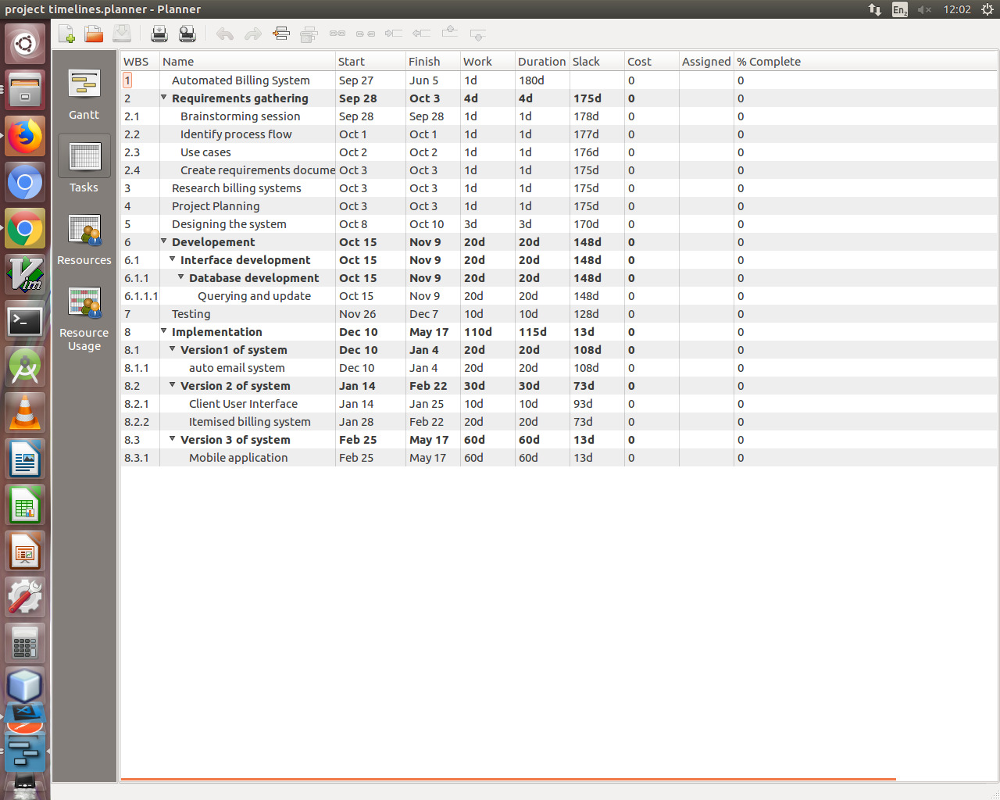 project timelines.planner - Planner En2 12:02
WBS Name Start Finish Work Duration Slack Cost Assigned % Complete
1 Automated Billing System Sep 27 Jun 5 1d 180d 0 0
2 Requirements gathering Sep 28 Oct 3 4d 4d 175d 0 0
2.1 Brainstorming session Sep 28 Sep 28 1d 1d 178d 0 0
2.2 Identify process flow Oct 1 Oct 1 1d 1d 177d 0 0
2.3 Use cases Oct 2 Oct 2 1d 1d 176d 0 0
2.4 Create requirements docume Oct 3 Oct 3 1d 1d 175d 0 0
3 Research billing systems Oct 3 Oct 3 1d 1d 175d 0 0
4 Project Planning Oct 3 Oct 3 1d 1d 175d 0 0
5 Designing the system Oct 8 Oct 10 3d 3d 170d 0 0
6 Developement Oct 15 Nov 9 20d 20d 148d 0 0
6.1 Interface development Oct 15 Nov 9 20d 20d 148d 0 0
6.1.1 Database development Oct 15 Nov 9 20d 20d 148d 0 0
6.1.1.1 Querying and update Oct 15 Nov 9 20d 20d 148d 0 0
7 Testing Nov 26 Dec 7 10d 10d 128d 0 0
8 Implementation Dec 10 May 17 110d 115d 13d 0 0
8.1 Version1 of system Dec 10 Jan 4 20d 20d 108d 0 0
8.1.1 auto email system Dec 10 Jan 4 20d 20d 108d 0 0
8.2 Version 2 of system Jan 14 Feb 22 30d 30d 73d 0 0
8.2.1 Client User Interface Jan 14 Jan 25 10d 10d 93d 0 0
8.2.2 Itemised billing system Jan 28 Feb 22 20d 20d 73d 0 0
8.3 Version 3 of system Feb 25 May 17 60d 60d 13d 0 0
8.3.1 Mobile application Feb 25 May 17 60d 60d 13d 0 0
Gantt
Tasks
Resources
Resource
Usage
Vim